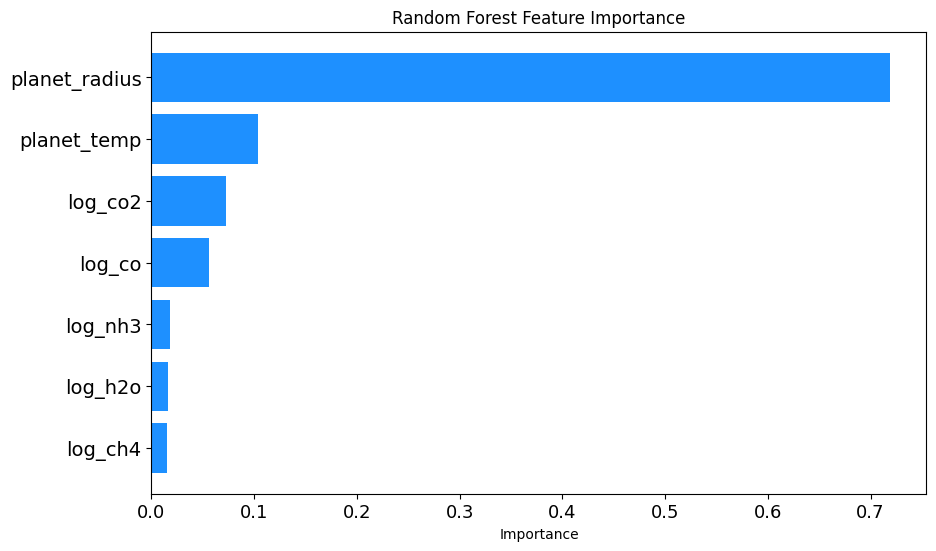 Random Forest Feature Importance
planet_radius
planet_temp
log_co2
log_co
log_nh3
log_h2o
log_ch4
0.0 0.1 0.2 0.3 0.4 0.5 0.6 0.7
Importance